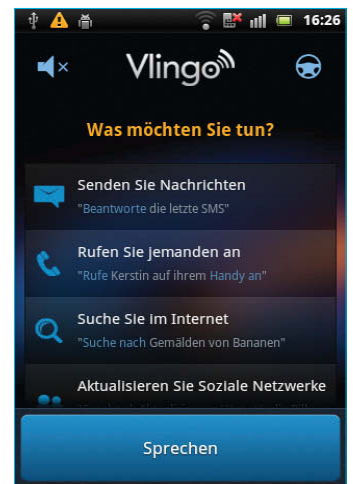 16:26
Vlingo
Was möchten Sie tun?
Senden Sie Nachrichten
"Beantworte die letzte SMS"
Rufen Sie jemanden an
"Rufe Kerstin auf ihrem Handy an"
Suche Sie im Internet
"Suche nach Gemälden von Bananen"
Aktualisieren Sie Soziale Netzwerke
Sprechen